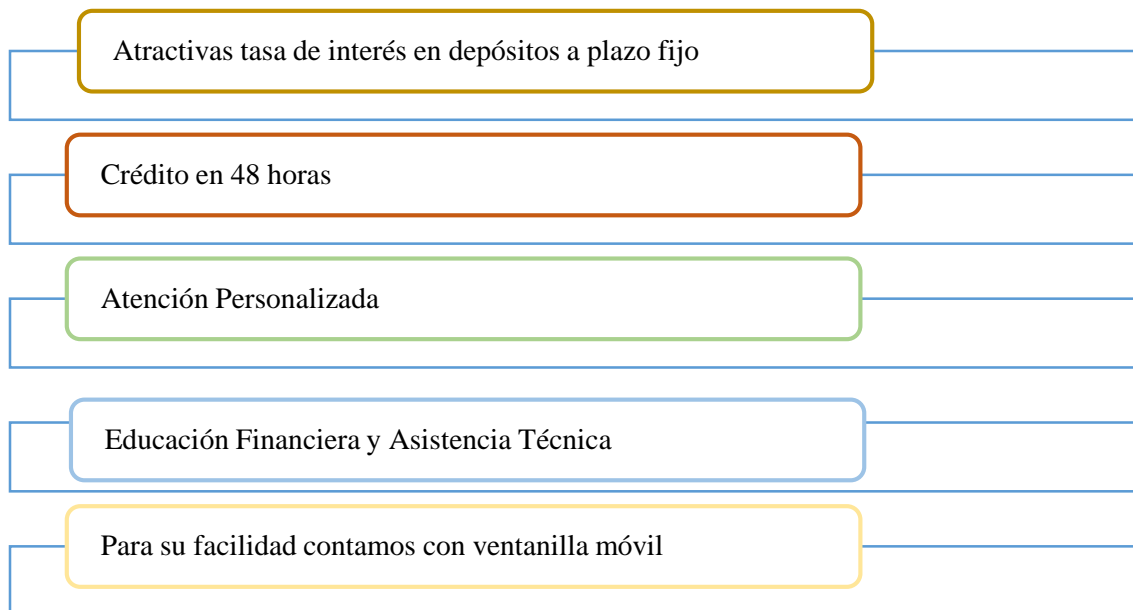 Atractivas tasa de interés en depósitos a plazo fijo
Crédito en 48 horas
Atención Personalizada
Educación Financiera y Asistencia Técnica
Para su facilidad contamos con ventanilla móvil